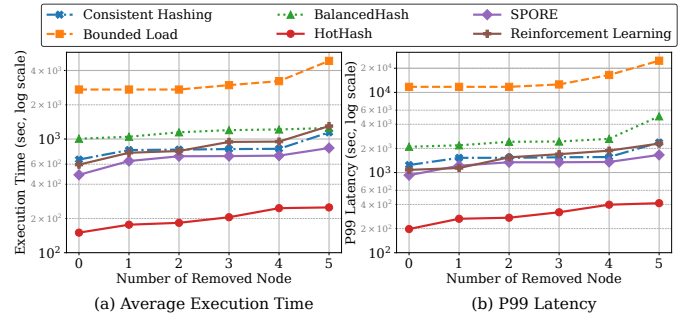 Consistent Hashing BalancedHash SPORE
Bounded Load HotHash Reinforcement Learning
Execution Time (sec, log scale)
4 × 10³
2 × 10³
10³
6 × 10²
4 × 10²
2 × 10²
10²
0 1 2 3 4 5
Number of Removed Node
(a) Average Execution Time
P99 Latency (sec, log scale)
2 × 10⁴
10⁴
6 × 10³
4 × 10³
2 × 10³
10³
6 × 10²
4 × 10²
2 × 10²
10²
0 1 2 3 4 5
Number of Removed Node
(b) P99 Latency